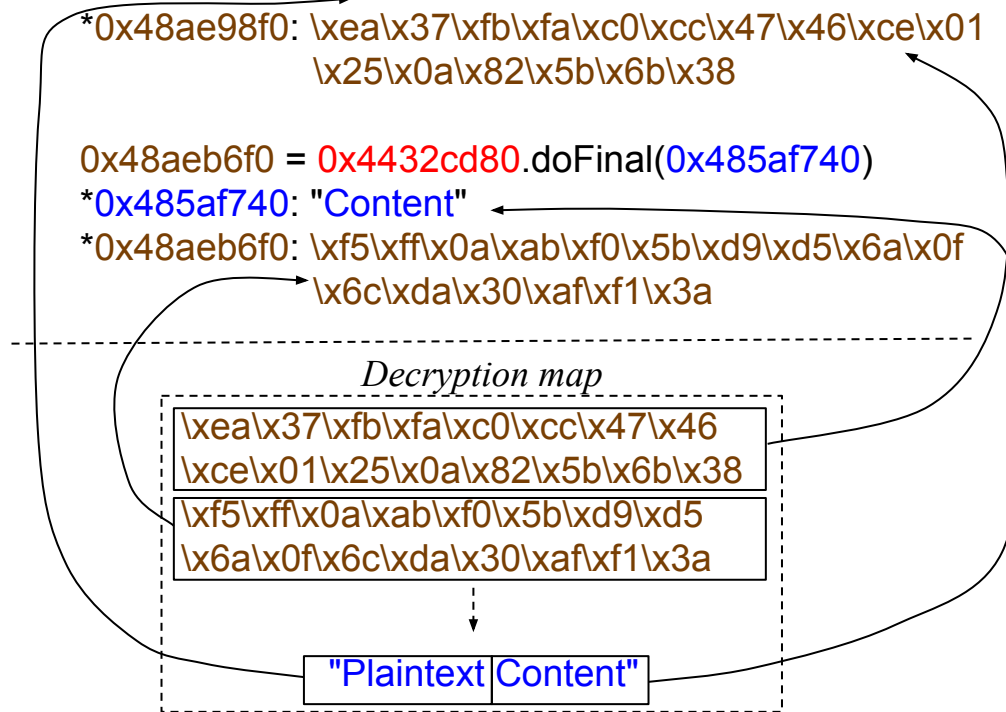 *0x48ae98f0: \xea\x37\xfb\xfa\xc0\xcc\x47\x46\xce\x01
\x25\x0a\x82\x5b\x6b\x38
0x48aeb6f0 = 0x4432cd80.doFinal(0x485af740)
*0x485af740: "Content"
*0x48aeb6f0: \xf5\xff\x0a\xab\xf0\x5b\xd9\xd5\x6a\x0f
\x6c\xda\x30\xaf\xf1\x3a
Decryption map
\xea\x37\xfb\xfa\xc0\xcc\x47\x46
\xce\x01\x25\x0a\x82\x5b\x6b\x38
\xf5\xff\x0a\xab\xf0\x5b\xd9\xd5
\x6a\x0f\x6c\xda\x30\xaf\xf1\x3a
"Plaintext Content"